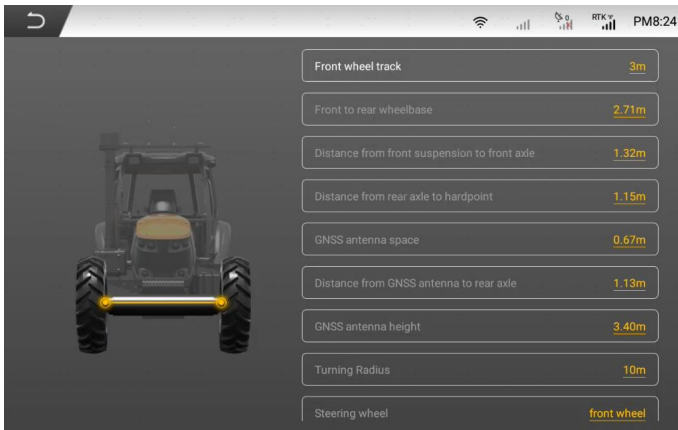 0
RTK
PM8:24
Front wheel track 3m
Front to rear wheelbase 2.71m
Distance from front suspension to front axle 1.32m
Distance from rear axle to hardpoint 1.15m
GNSS antenna space 0.67m
Distance from GNSS antenna to rear axle 1.13m
GNSS antenna height 3.40m
Turning Radius 10m
Steering wheel front wheel